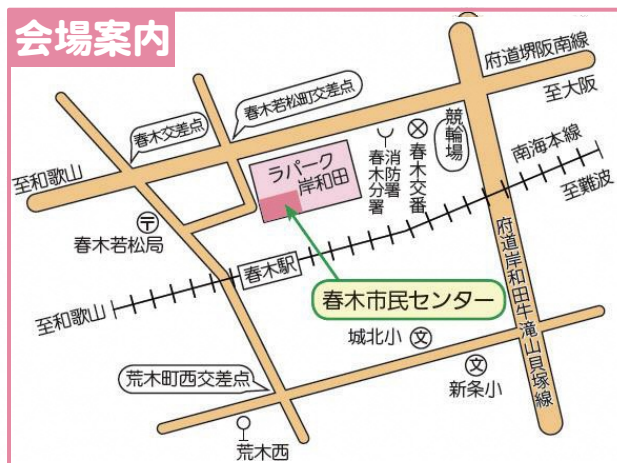 会場案内
府道堺阪南線
至大阪
春木若松町交差点
春木交差点
競輪場
春木交番
消防署
春木分署
南海本線
至難波
ラパーク
岸和田
至和歌山
〒
春木若松局
春木駅
府道岸和田牛滝山貝塚線
春木市民センター
至和歌山
城北小
文
文
新条小
荒木町西交差点
荒木西